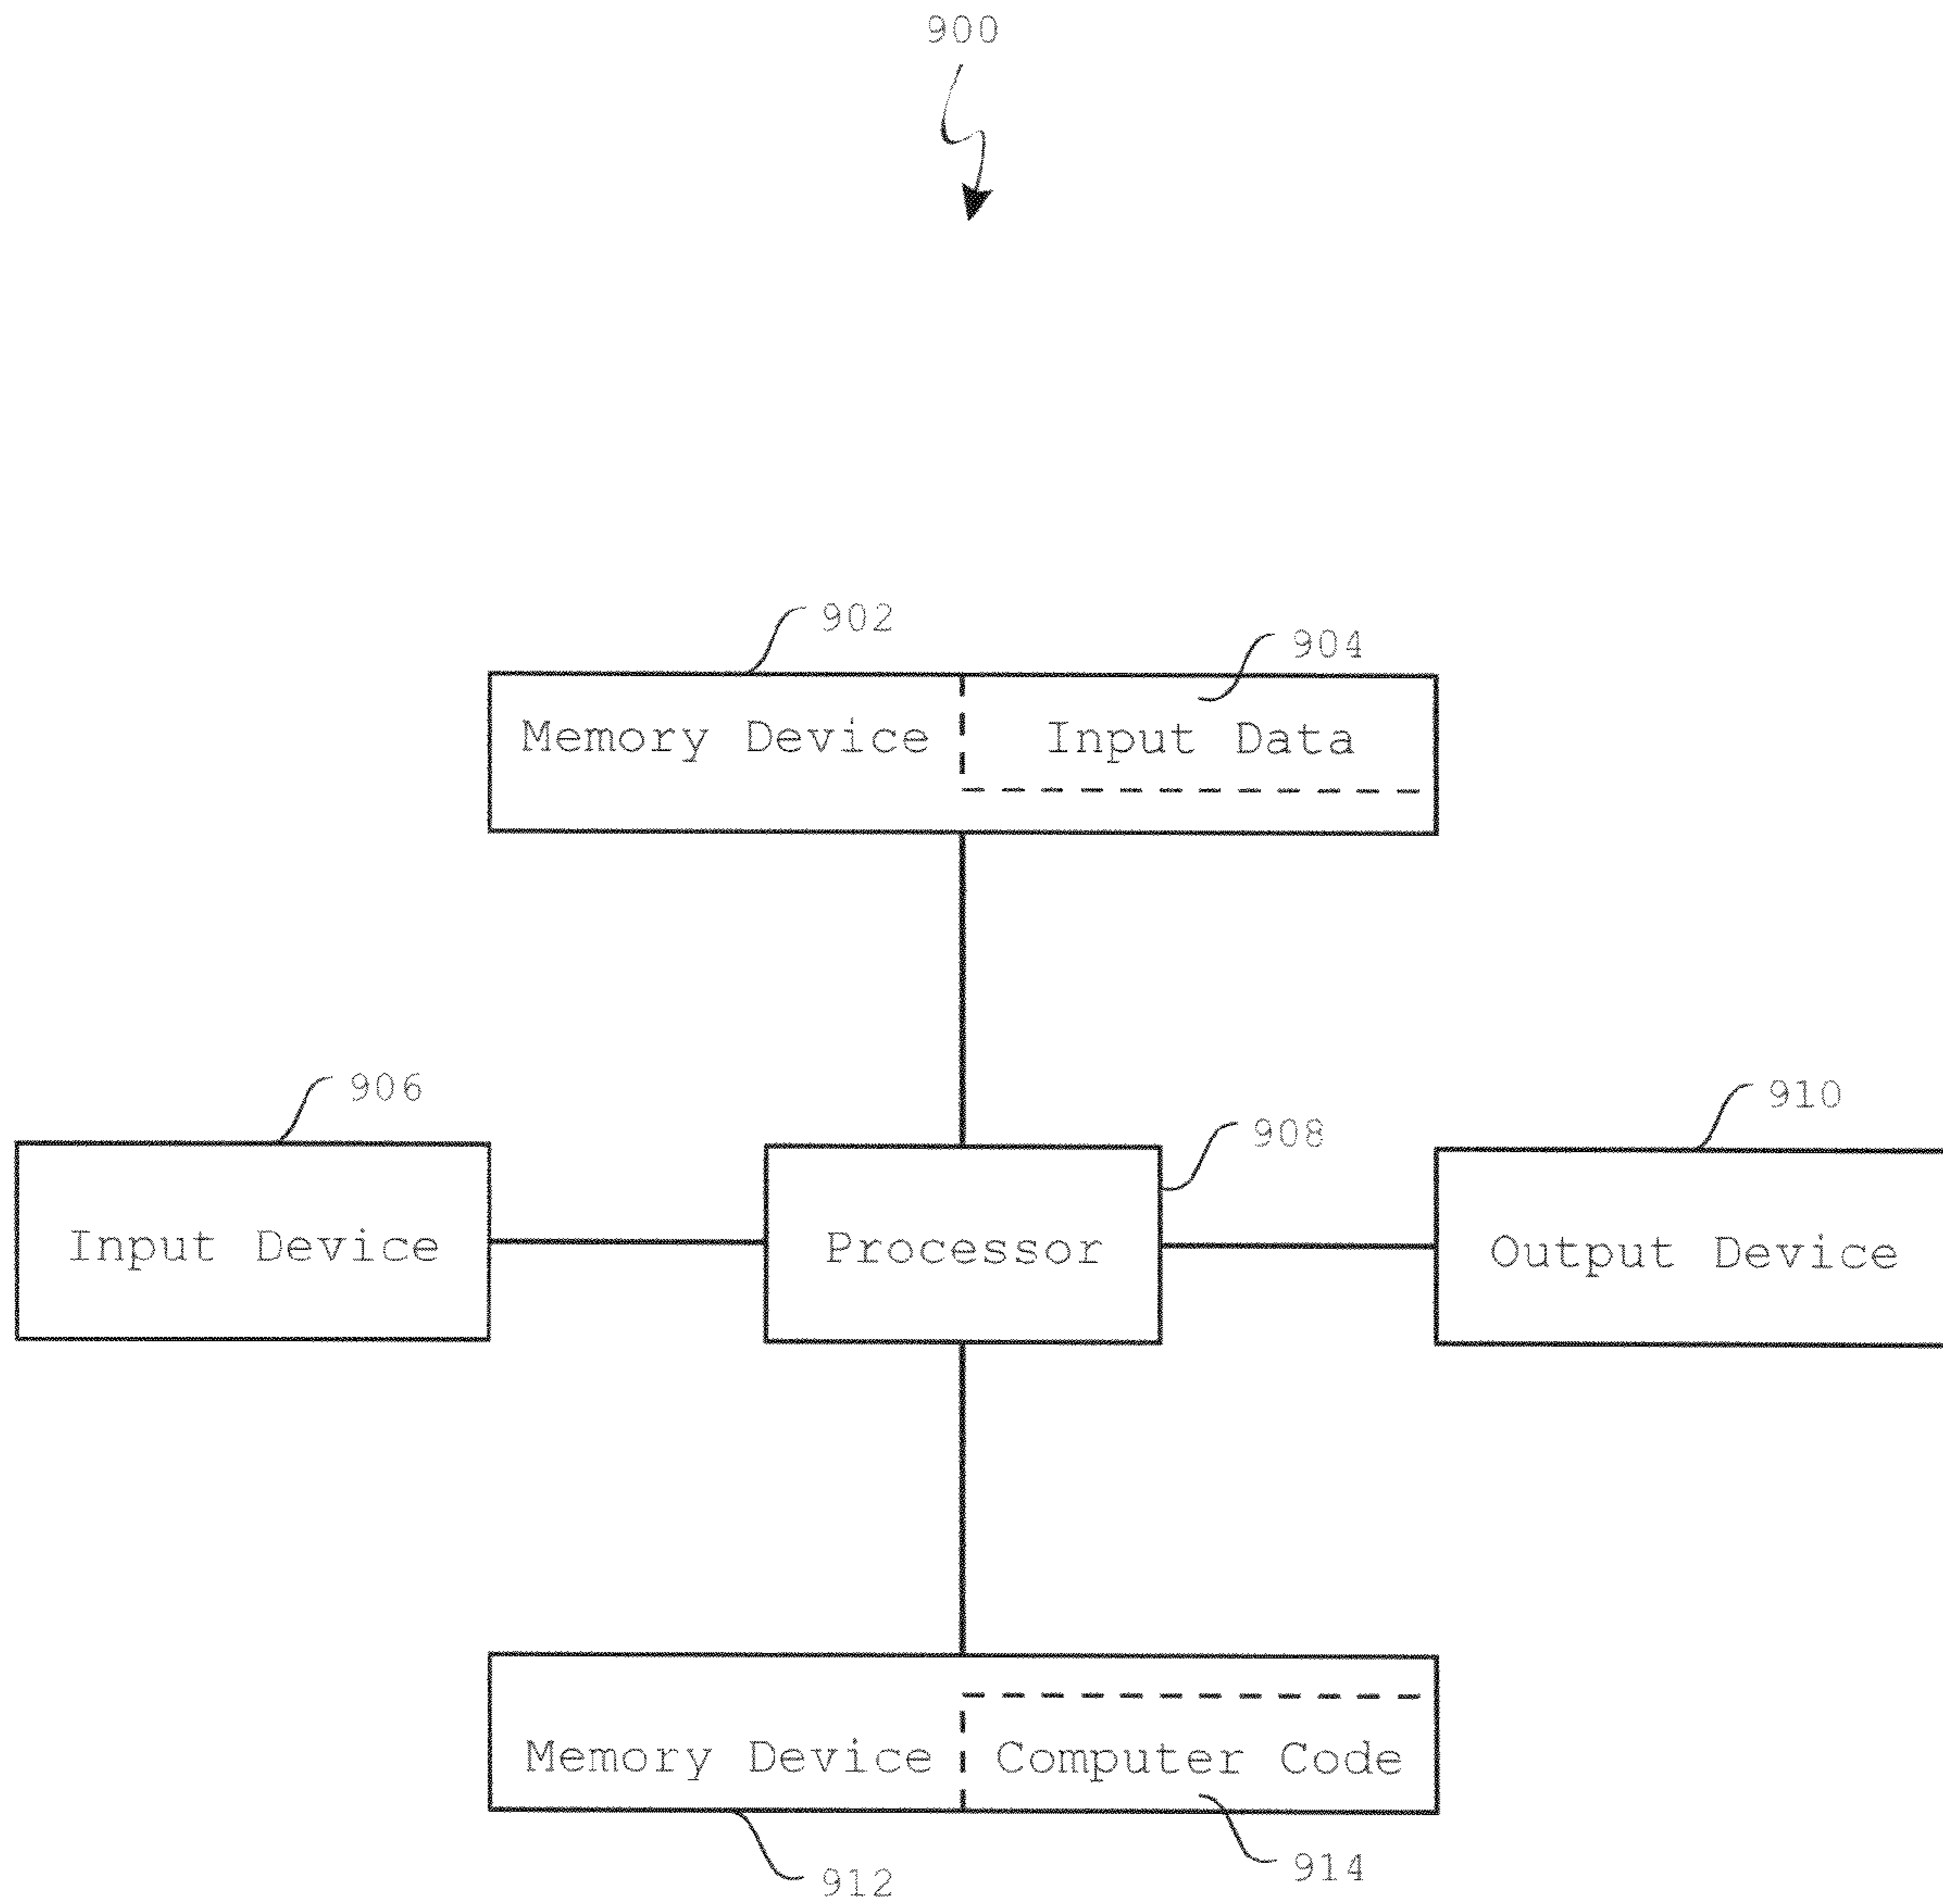 900
902
904
Memory Device
Input Data
906
908
910
Input Device
Processor
Output Device
Memory Device
Computer Code
912
914